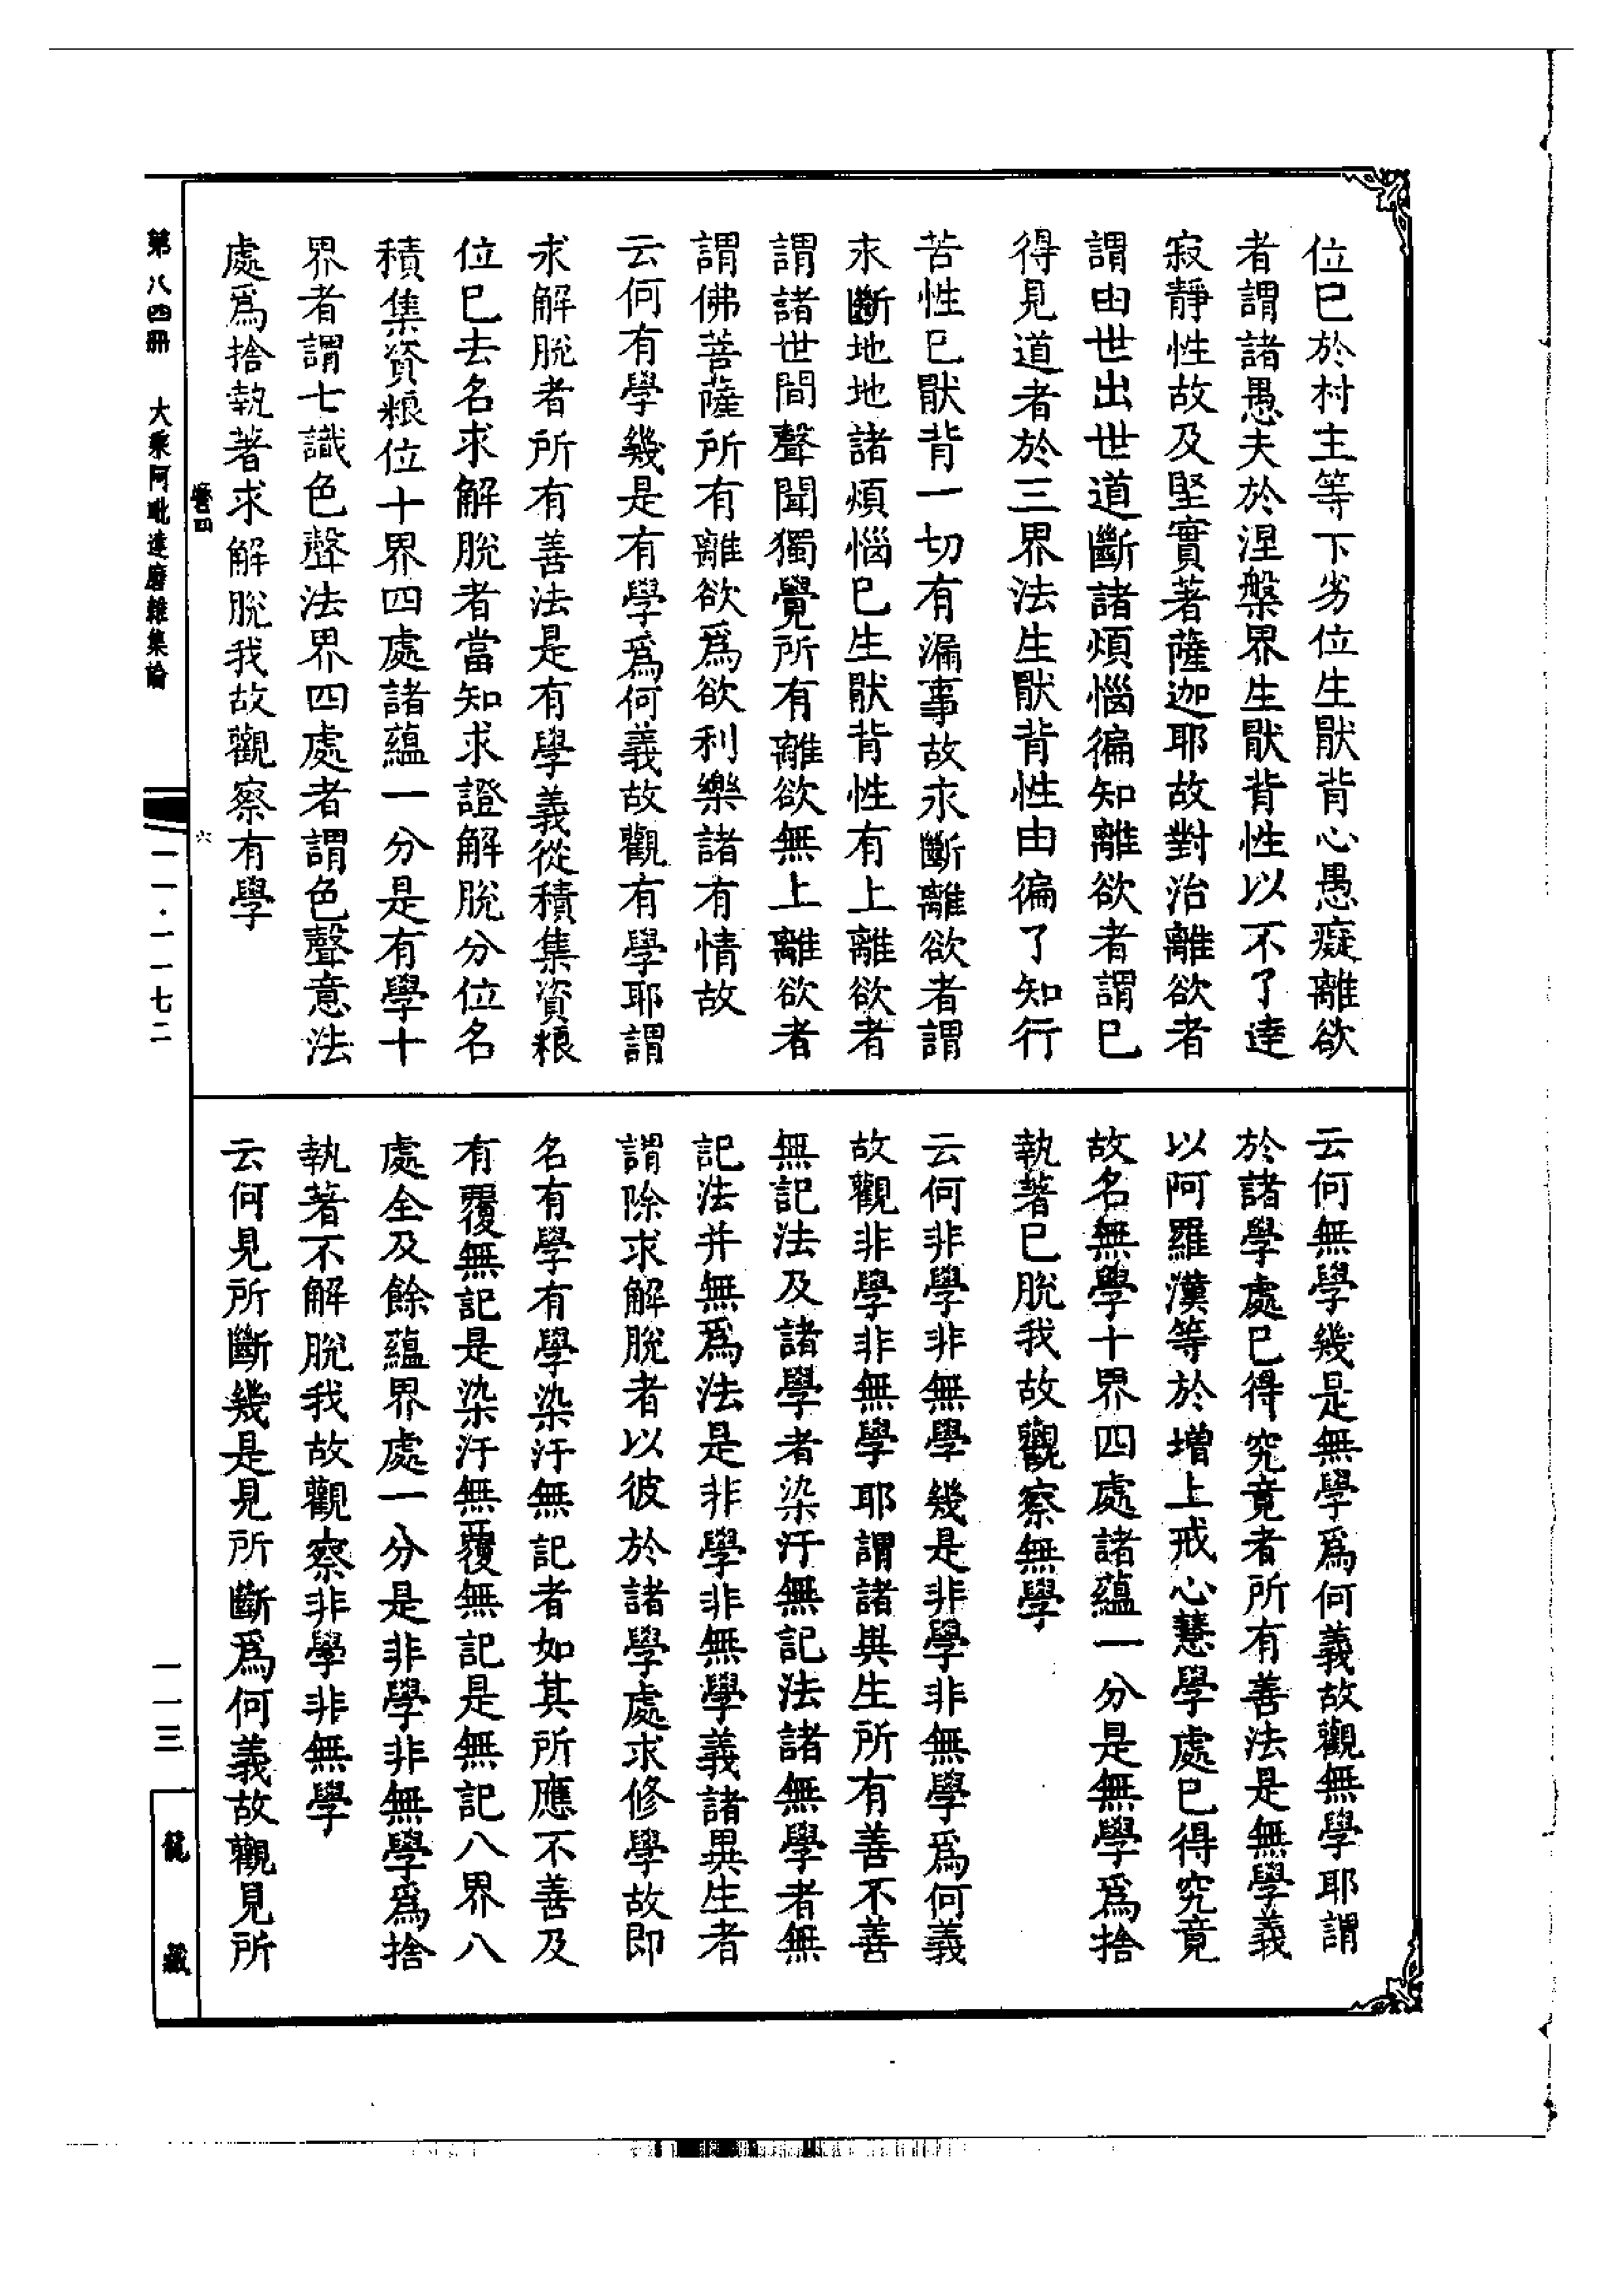 位已於村主等下劣位生厭背心愚癡離欲
者謂諸愚夫於涅槃界生厭背性以不了達
寂靜性故及堅實著薩迦耶故對治離欲者
謂由世出世道斷諸煩惱徧知離欲者謂已
得見道者於三界法生厭背性由徧了知行
苦性已厭背一切有漏事故求斷離欲者謂
求斷地地諸煩惱已生厭背性有上離欲者
謂諸世間聲聞獨覺所有離欲無上離欲者
謂佛菩薩所有離欲爲欲利樂諸有情故
云何有學幾是有學爲何義故觀有學耶謂
求解脫者所有善法是有學義從積集資粮
位已去名求解脫者當知求證解脫分位名
積集資粮位十界四處諸蘊一分是有學十
界者謂七識色聲法界四處者謂色聲意法
處爲捨執著求解脫我故觀察有學
云何無學幾是無學爲何義故觀無學耶謂
於諸學處已得究竟者所有善法是無學義
以阿羅漢等於增上戒心慧學處已得究竟
故名無學十界四處諸蘊一分是無學爲捨
執著已脫我故觀察無學
云何非學非無學幾是非學非無學爲何義
故觀非學非無學耶謂諸異生所有善不善
無記法及諸學者染汙無記法諸無學者無
記法并無爲法是非學非無學義諸異生者
謂除求解脫者以彼於諸學處求修學故即
名有學有學染汙無記者如其所應不善及
有覆無記是染汙無覆無記是無記八界八
處全及餘蘊界處一分是非學非無學爲捨
執著不解脫我故觀察非學非無學
云何見所斷幾是見所斷爲何義故觀見所
第八四冊 大乘阿毗達磨雜集論
一一·一一七二
一一三
龍藏
六